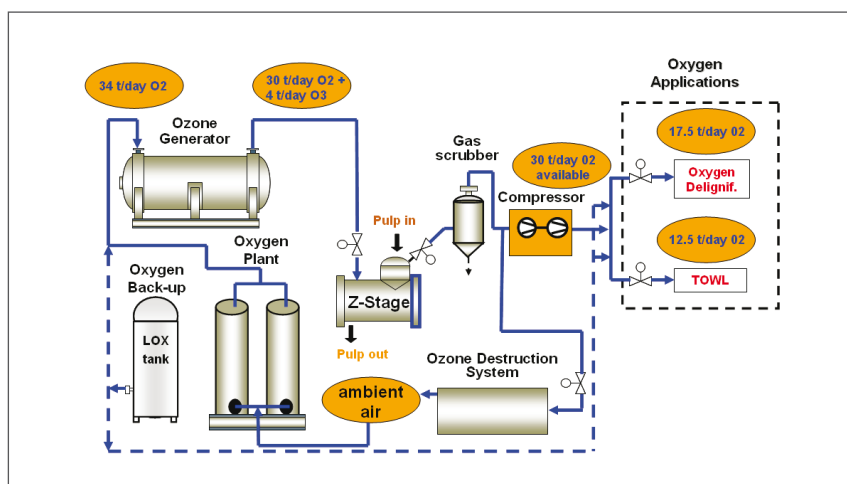 Oxygen
Applications
34 t/day O2
30 t/day O2 +
4 t/day O3
Ozone
Generator
Gas
scrubber
17.5 t/day 02
30 t/day 02
available
Oxygen
Delignif.
Compressor
Pulp in
12.5 t/day 02
Oxygen
Plant
Oxygen
Back-up
TOWL
Z-Stage
LOX
tank
Pulp out
Ozone Destruction
System
ambient
air